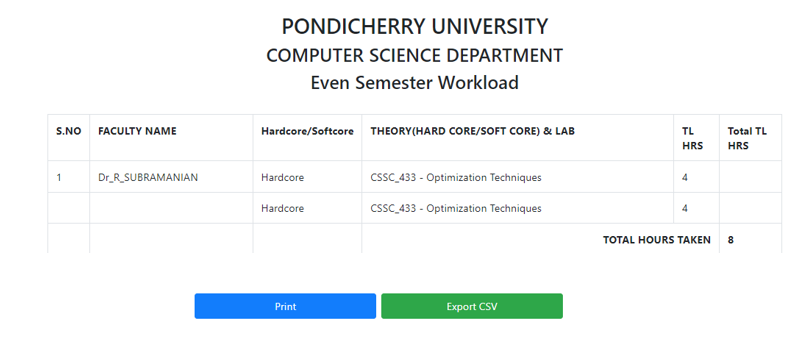 PONDICHERRY UNIVERSITY
COMPUTER SCIENCE DEPARTMENT
Even Semester Workload
S.NO FACULTY NAME Hardcore/Softcore THEORY(HARD CORE/SOFT CORE) & LAB TL HRS Total TL HRS
1 Dr_R_SUBRAMANIAN Hardcore CSSC_433 - Optimization Techniques 4
Hardcore CSSC_433 - Optimization Techniques 4
TOTAL HOURS TAKEN 8
Print Export CSV